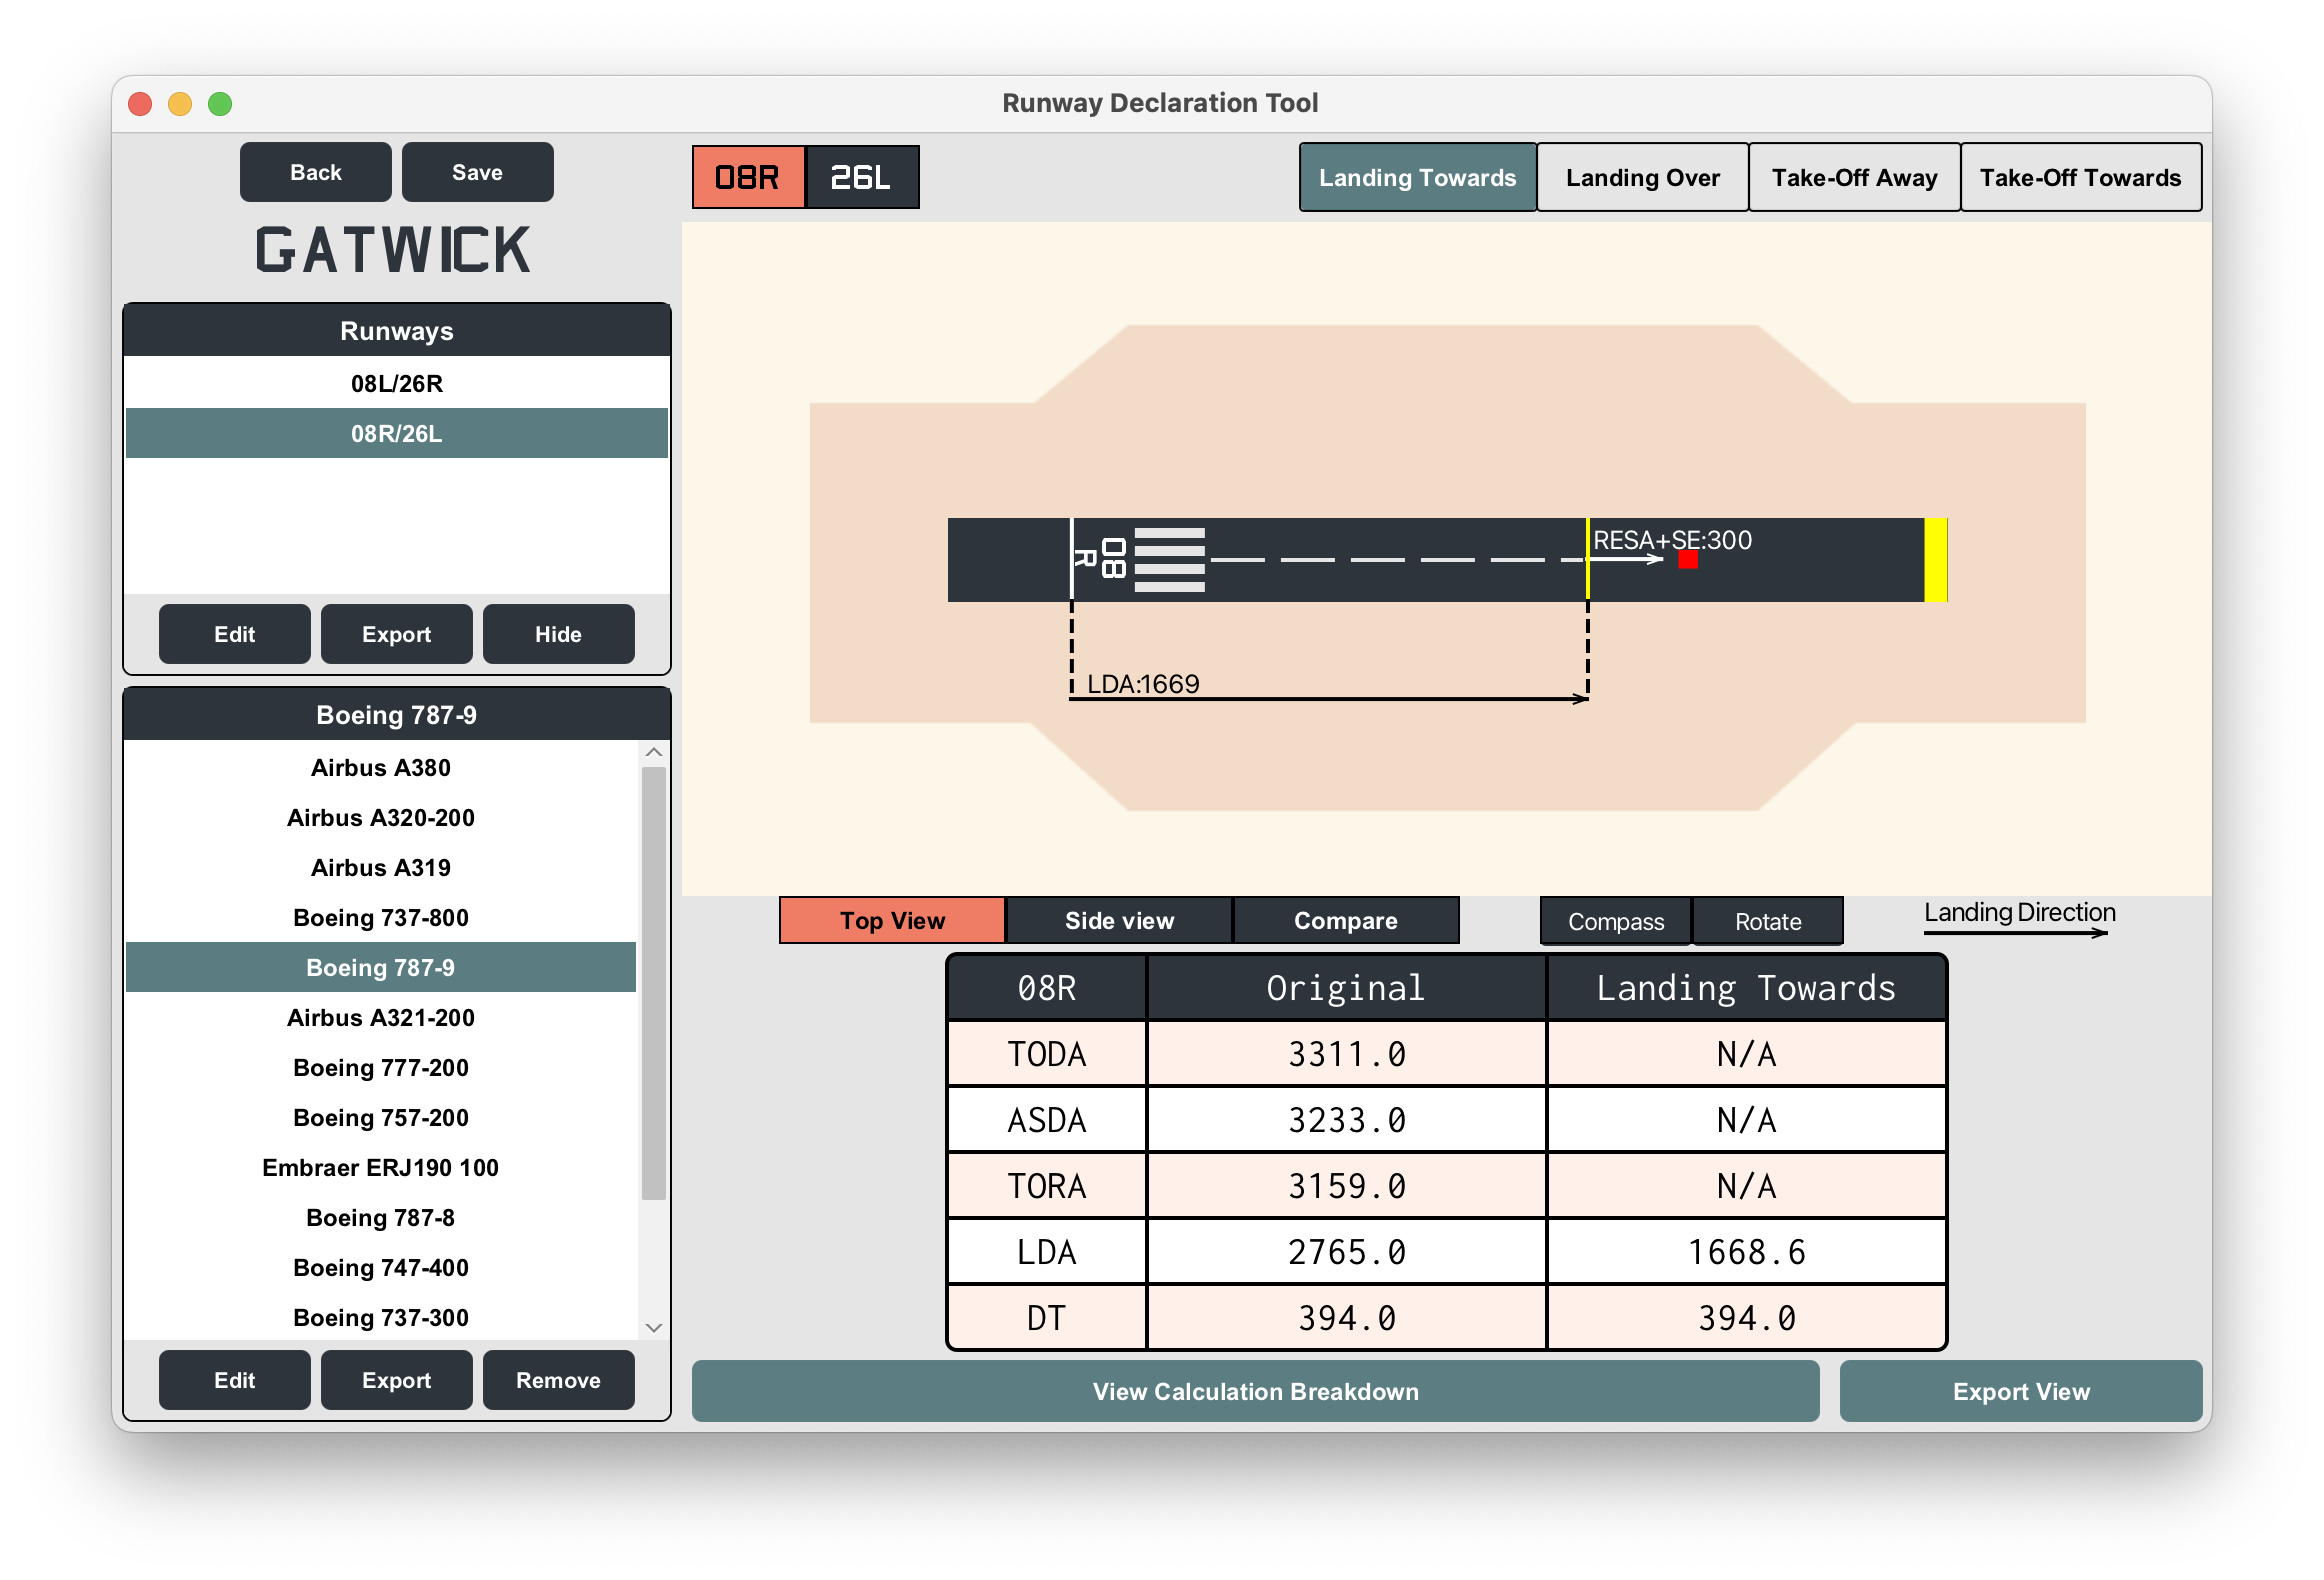 Runway Declaration Tool
Back
Save
GATWICK
Runways
08L/26R
08R/26L
Edit
Export
Hide
Boeing 787-9
Airbus A380
Airbus A320-200
Airbus A319
Boeing 737-800
Boeing 787-9
Airbus A321-200
Boeing 777-200
Boeing 757-200
Embraer ERJ190 100
Boeing 787-8
Boeing 747-400
Boeing 737-300
Edit
Export
Remove
08R
26L
Landing Towards
Landing Over
Take-Off Away
Take-Off Towards
08
R
RESA+SE:300
LDA:1669
Top View
Side view
Compare
Compass
Rotate
Landing Direction
08R Original Landing Towards
TODA 3311.0 N/A
ASDA 3233.0 N/A
TORA 3159.0 N/A
LDA 2765.0 1668.6
DT 394.0 394.0
View Calculation Breakdown
Export View